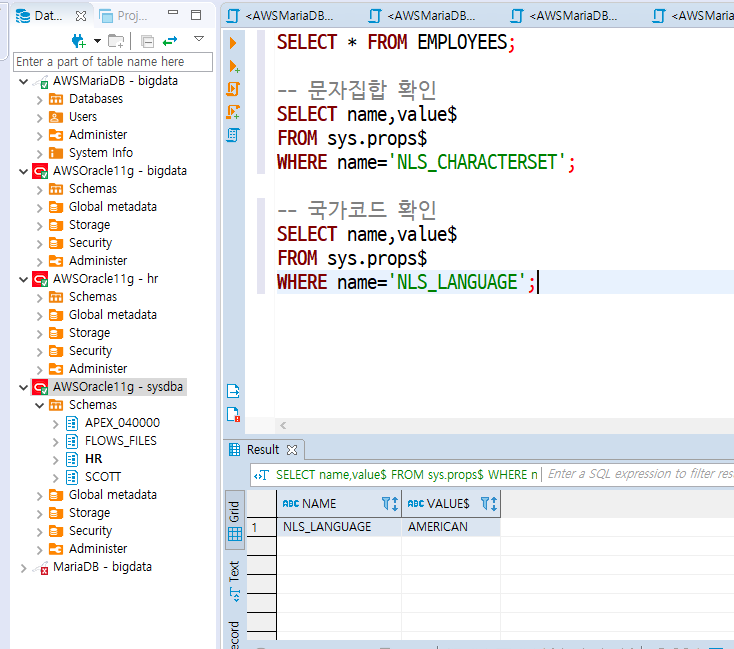 Dat...
Proj...
Enter a part of table name here
AWSMariaDB - bigdata
Databases
Users
Administer
System Info
AWSOracle11g - bigdata
Schemas
Global metadata
Storage
Security
Administer
AWSOracle11g - hr
Schemas
Global metadata
Storage
Security
Administer
AWSOracle11g - sysdba
Schemas
APEX_040000
FLOWS_FILES
HR
SCOTT
Global metadata
Storage
Security
Administer
MariaDB - bigdata
<AWSMariaDB...
<AWSMariaDB...
<AWSMariaDB...
<AWSMaria
SELECT * FROM EMPLOYEES;
-- 문자집합 확인
SELECT name,value$
FROM sys.props$
WHERE name='NLS_CHARACTERSET';
-- 국가코드 확인
SELECT name,value$
FROM sys.props$
WHERE name='NLS_LANGUAGE';
Result
SELECT name,value$ FROM sys.props$ WHERE n
Enter a SQL expression to filter res
Grid
Text
ecord
ABC NAME
ABC VALUE$
1
NLS_LANGUAGE
AMERICAN